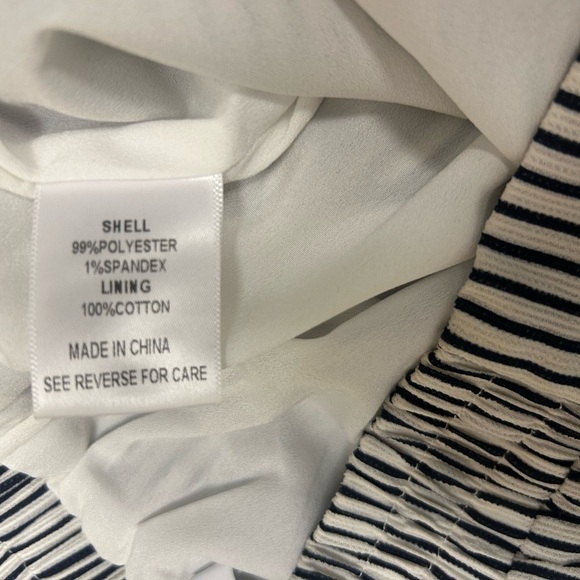 SHELL
99%POLYESTER
1%SPANDEX
LINING
100%COTTON
MADE IN CHINA
SEE REVERSE FOR CARE